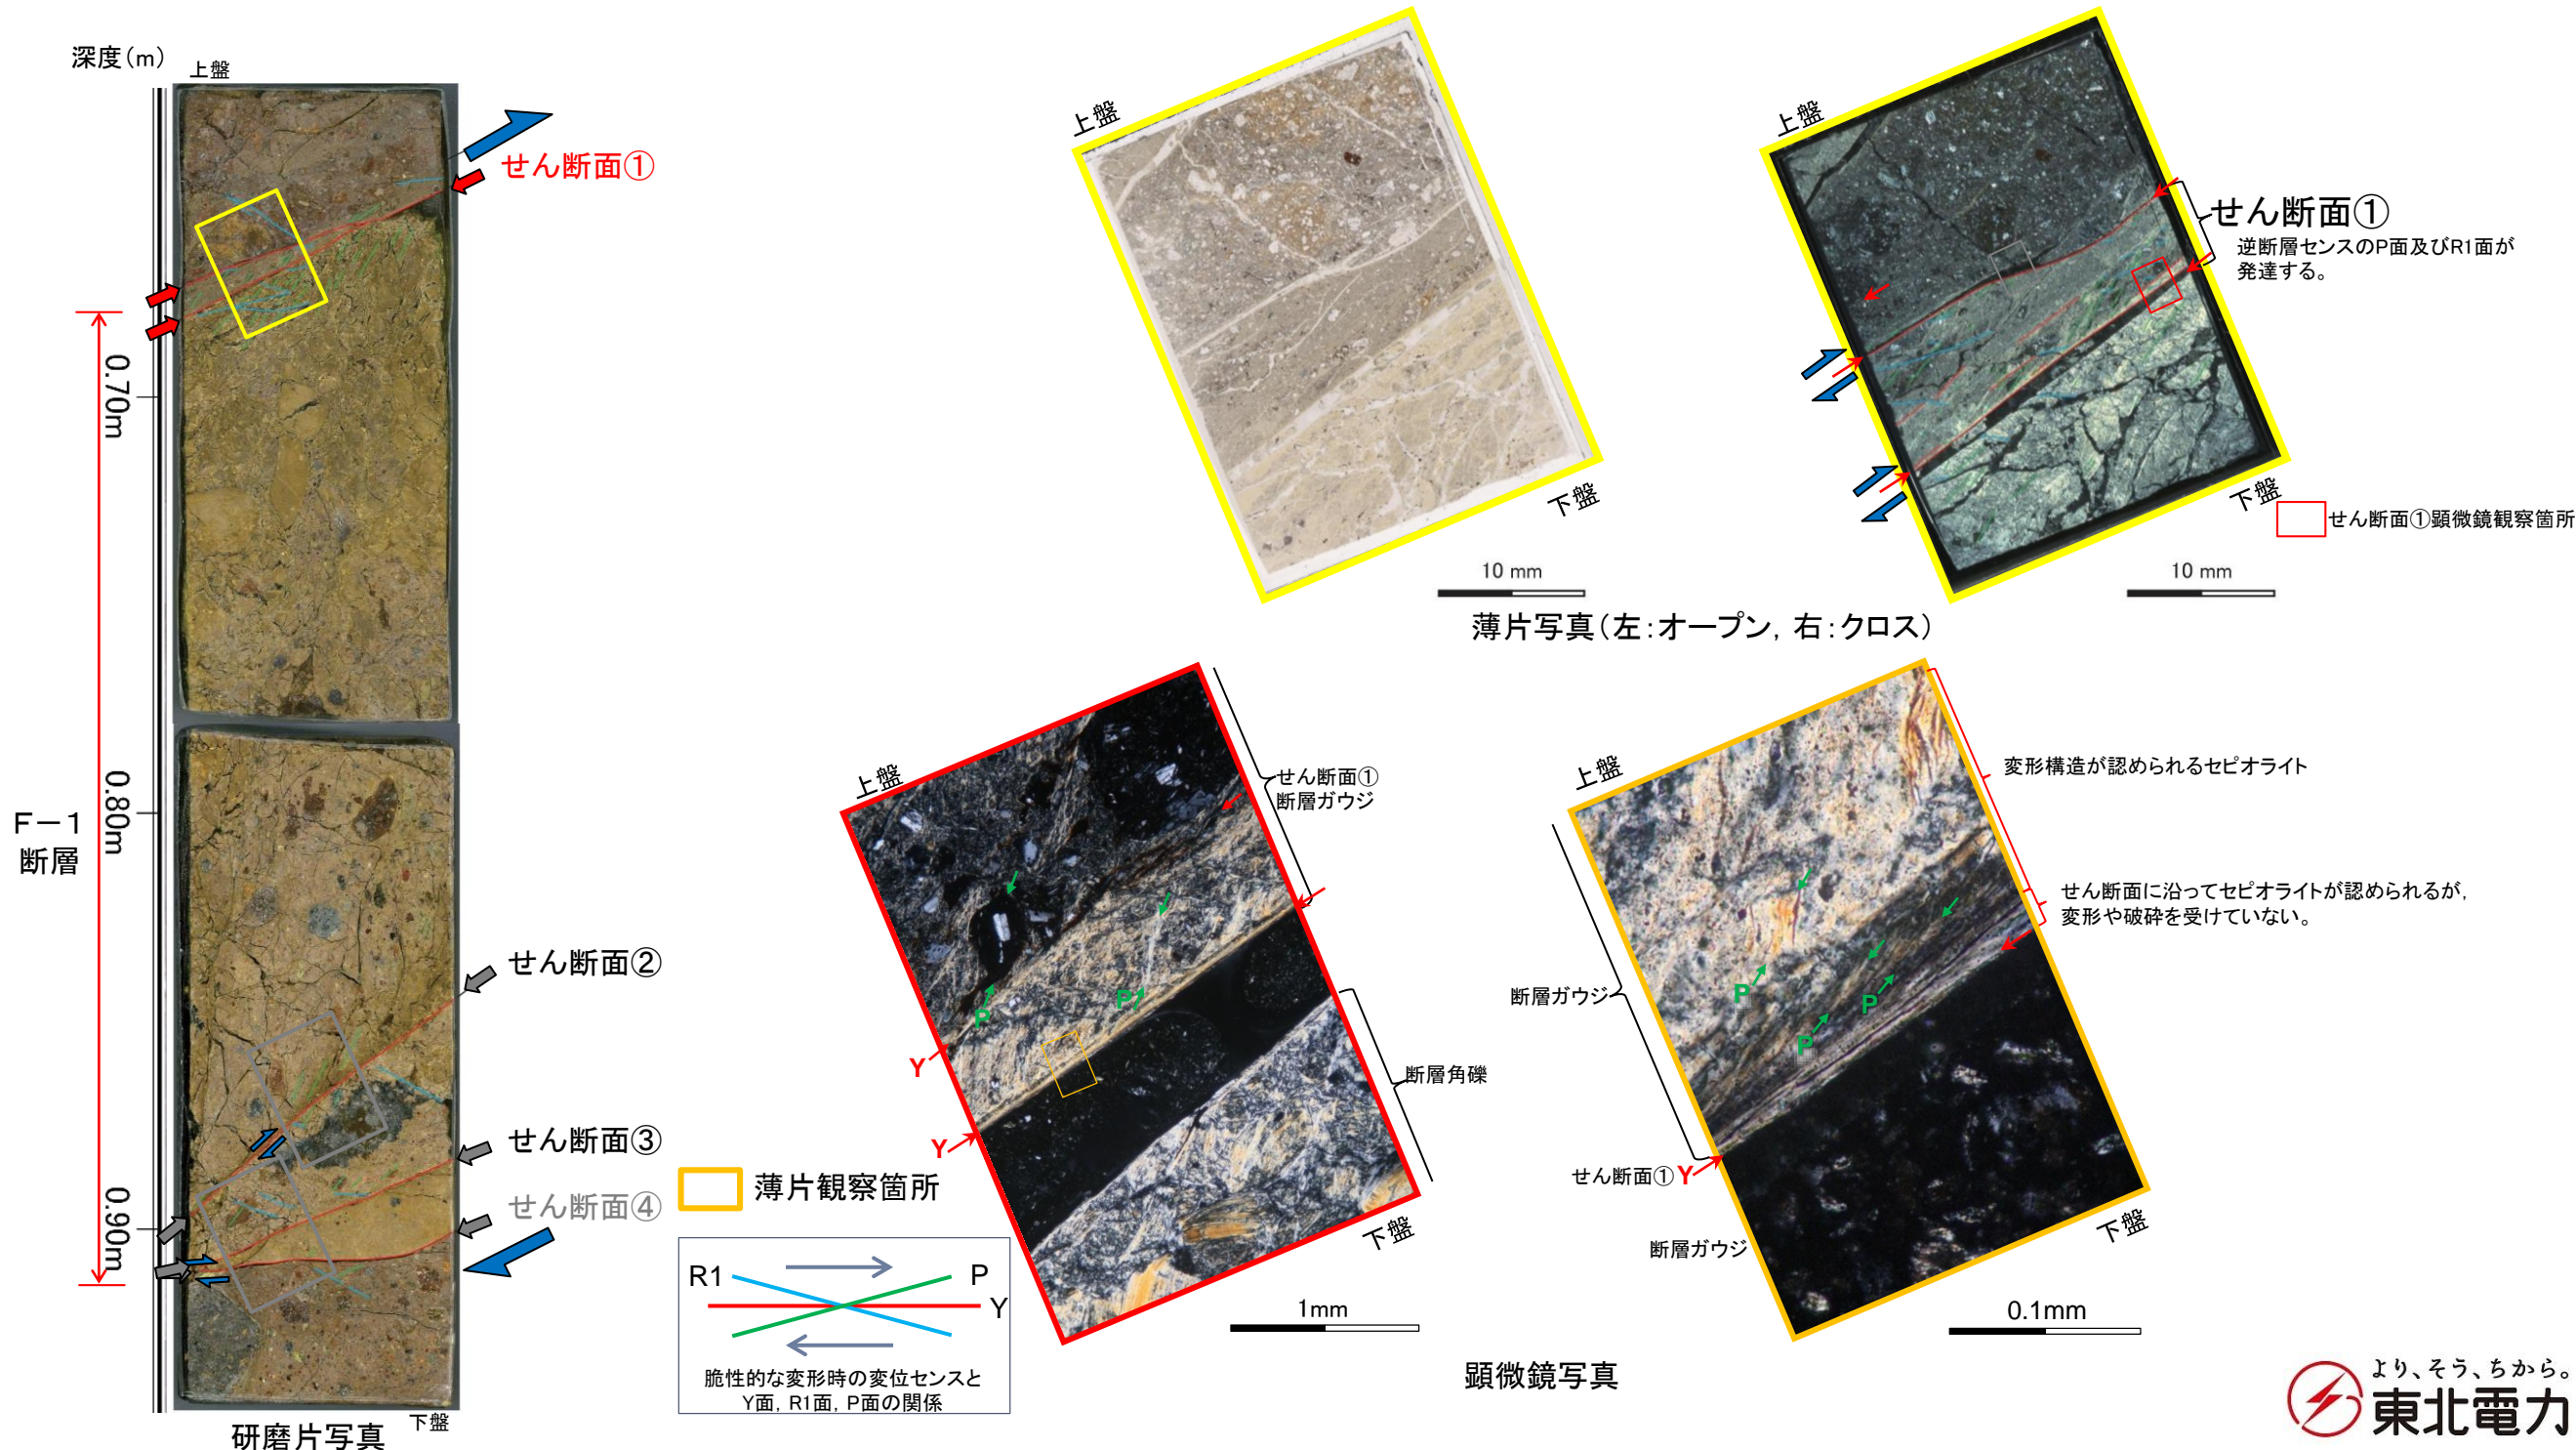 深度(m)
上盤
せん断面①
0.70m
0.80m
F-1
断層
せん断面②
せん断面③
せん断面④
0.90m
下盤
研磨片写真
上盤
下盤
10 mm
上盤
せん断面①
逆断層センスのP面及びR1面が
発達する。
下盤
せん断面①顕微鏡観察箇所
10 mm
薄片写真(左:オープン, 右:クロス)
薄片観察箇所
R1
P
Y
脆性的な変形時の変位センスと
Y面, R1面, P面の関係
上盤
せん断面①
断層ガウジ
P
P
Y
Y
断層角礫
下盤
1mm
上盤
変形構造が認められるセピオライト
せん断面に沿ってセピオライトが認められるが,
変形や破砕を受けていない。
断層ガウジ
P
P
P
せん断面① Y
断層ガウジ
下盤
0.1mm
顕微鏡写真
より、そう、ちから。
東北電力